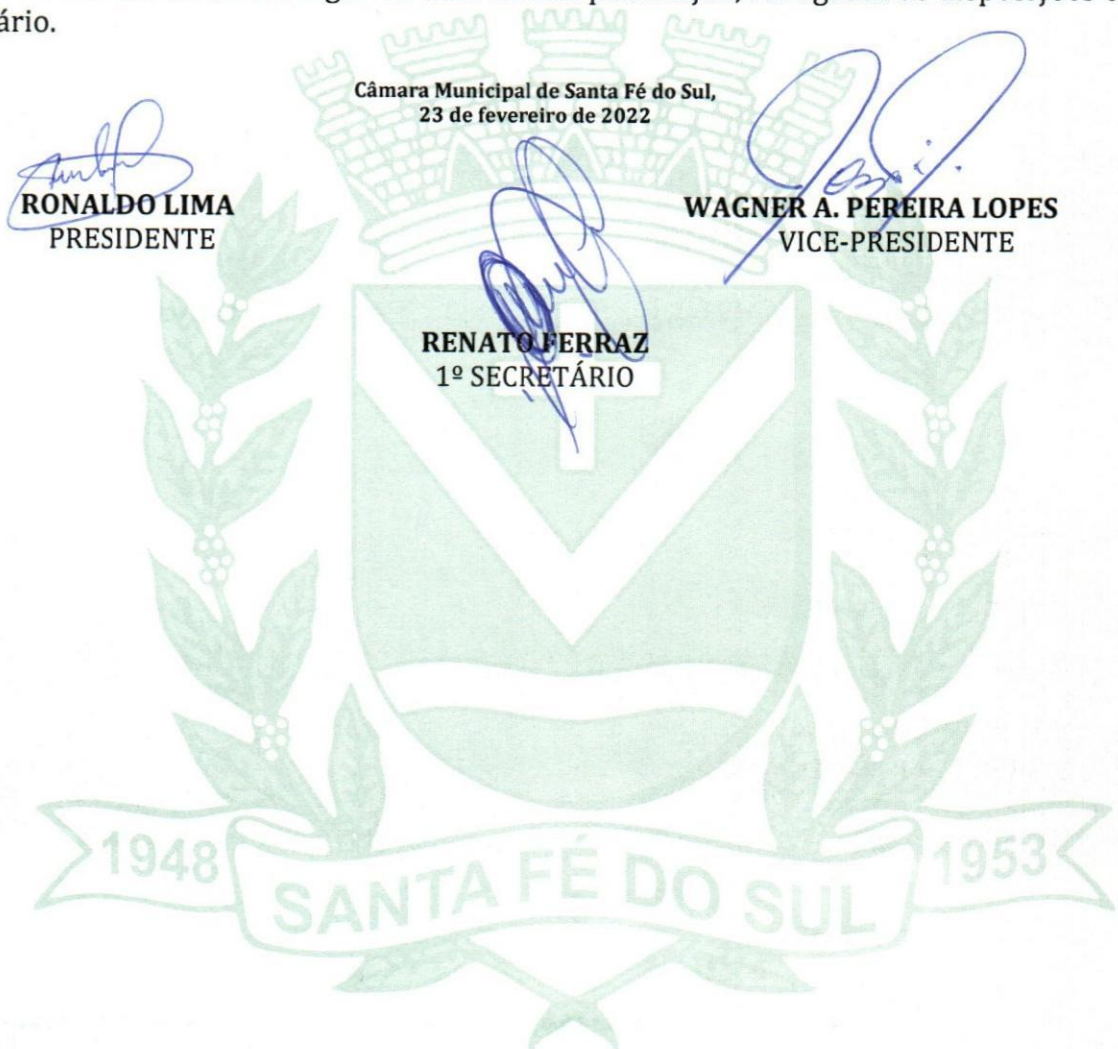 ário.
Câmara Municipal de Santa Fé do Sul,
23 de fevereiro de 2022
RONALDO LIMA
PRESIDENTE
WAGNER A. PEREIRA LOPES
VICE-PRESIDENTE
RENATO FERRAZ
1º SECRETÁRIO
1948
SANTA FÉ DO SUL
1953